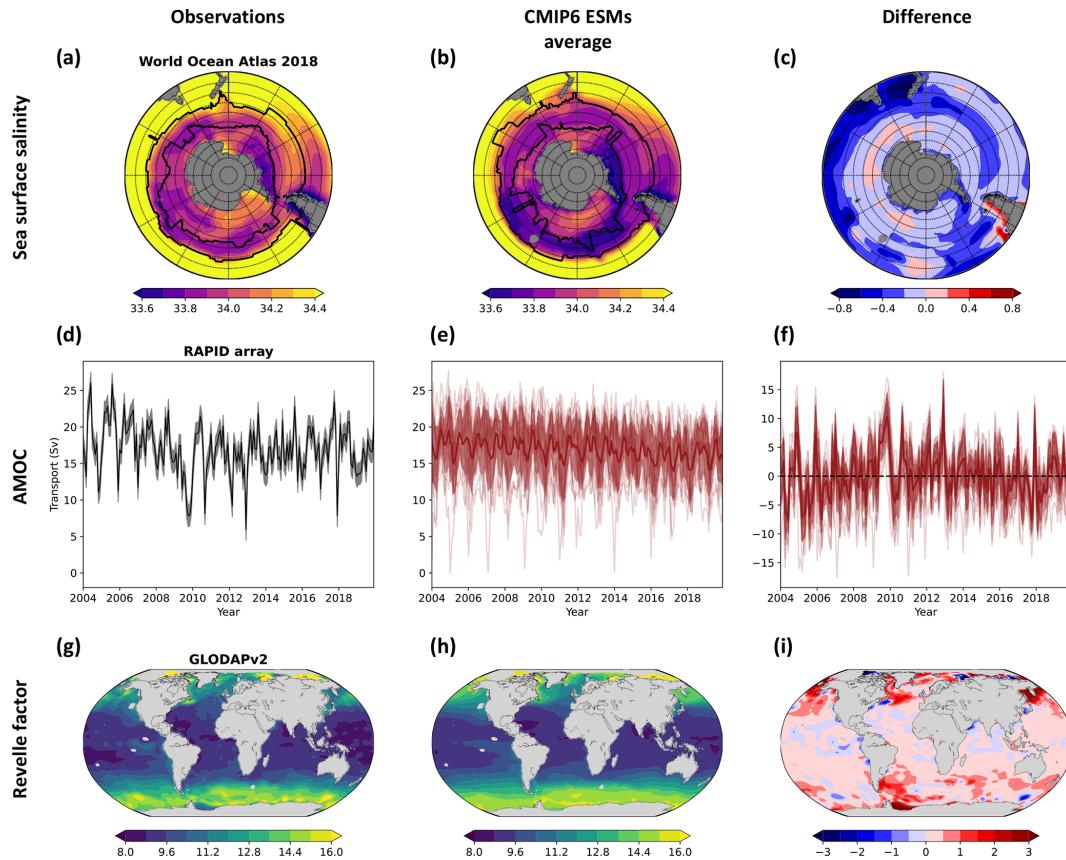 Observations
CMIP6 ESMs
average
Difference
Sea surface salinity
(a)
World Ocean Atlas 2018
(b)
(c)
33.6 33.8 34.0 34.2 34.4
33.6 33.8 34.0 34.2 34.4
−0.8 −0.4 0.0 0.4 0.8
AMOC
(d)
RAPID array
(e)
(f)
Transport (Sv)
25
20
15
10
5
0
2004 2006 2008 2010 2012 2014 2016 2018
Year
25
20
15
10
5
0
2004 2006 2008 2010 2012 2014 2016 2018
Year
15
10
5
0
−5
−10
−15
2004 2006 2008 2010 2012 2014 2016 2018
Year
Revelle factor
(g)
GLODAPv2
(h)
(i)
8.0 9.6 11.2 12.8 14.4 16.0
8.0 9.6 11.2 12.8 14.4 16.0
−3 −2 −1 0 1 2 3